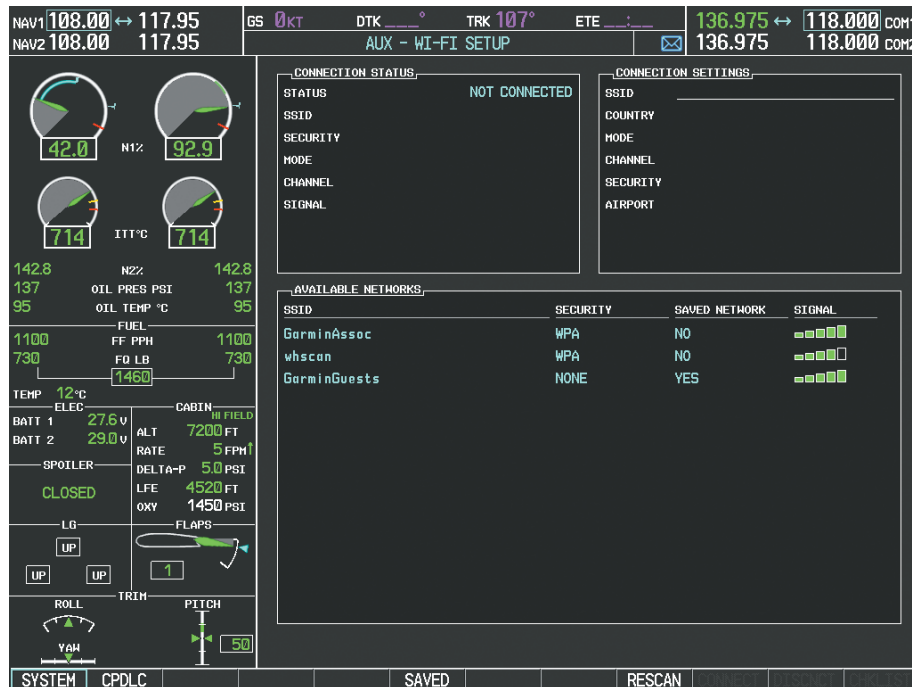 NAV1 108.00 ↔ 117.95 GS 0KT DTK ___° TRK 107° ETE __:__ 136.975 ↔ 118.000 COM1
NAV2 108.00 117.95 AUX - WI-FI SETUP 136.975 118.000 COM2
42.0 N1% 92.9
714 ITT°C 714
142.8 N2% 142.8
137 OIL PRES PSI 137
95 OIL TEMP °C 95
FUEL
1100 FF PPH 1100
730 FQ LB 730
1460
TEMP 12°C
ELEC
BATT 1 27.6 V
BATT 2 29.0 V
SPOILER
CLOSED
CABIN
HI FIELD
ALT 7200 FT
RATE 5 FPM↑
DELTA-P 5.0 PSI
LFE 4520 FT
OXY 1450 PSI
LG
UP
UP UP
FLAPS
1
TRIM
ROLL PITCH
YAW 50
CONNECTION STATUS
STATUS NOT CONNECTED
SSID
SECURITY
MODE
CHANNEL
SIGNAL
CONNECTION SETTINGS
SSID
COUNTRY
MODE
CHANNEL
SECURITY
AIRPORT
AVAILABLE NETWORKS
SSID SECURITY SAVED NETWORK SIGNAL
GarminAssoc WPA NO
whscan WPA NO
GarminGuests NONE YES
SYSTEM CPDLC SAVED RESCAN CONNECT DISCNCT CHKLIST